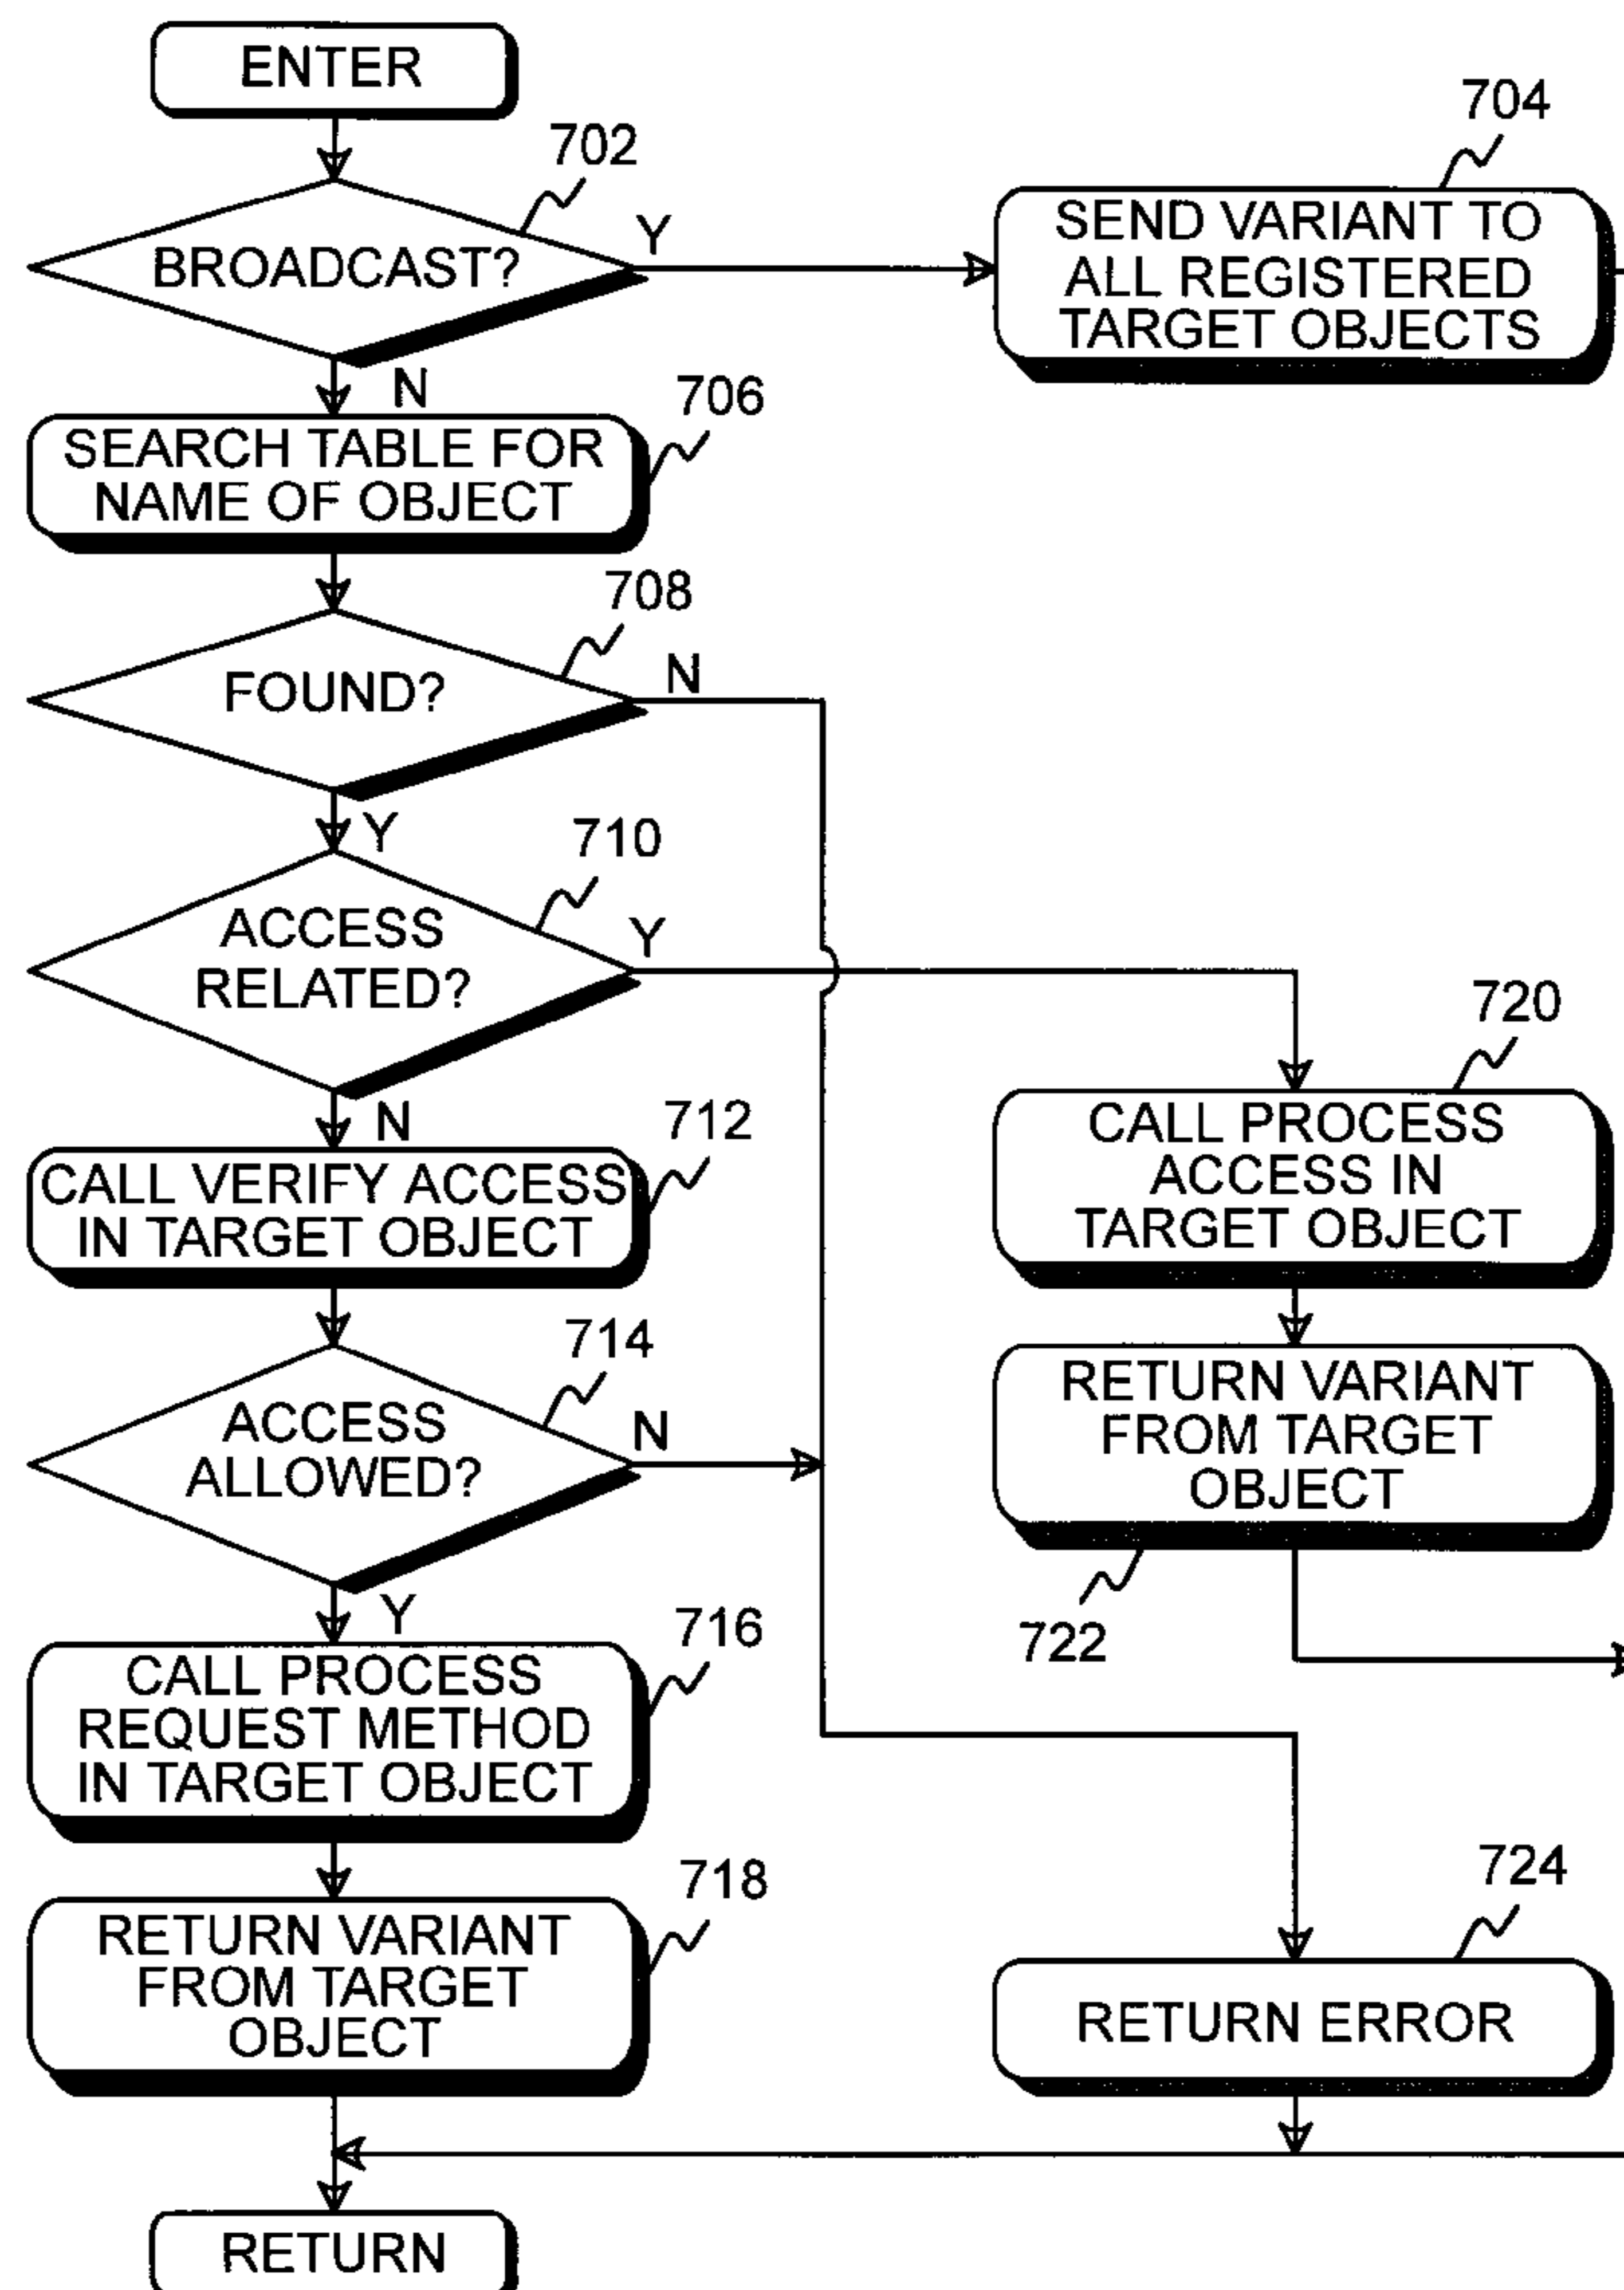 ENTER
702
BROADCAST?
Y
N
704
SEND VARIANT TO
ALL REGISTERED
TARGET OBJECTS
706
SEARCH TABLE FOR
NAME OF OBJECT
708
FOUND?
N
Y
710
ACCESS
RELATED?
Y
N
712
CALL VERIFY ACCESS
IN TARGET OBJECT
714
ACCESS
ALLOWED?
N
Y
716
CALL PROCESS
REQUEST METHOD
IN TARGET OBJECT
718
RETURN VARIANT
FROM TARGET
OBJECT
720
CALL PROCESS
ACCESS IN
TARGET OBJECT
RETURN VARIANT
FROM TARGET
OBJECT
722
724
RETURN ERROR
RETURN